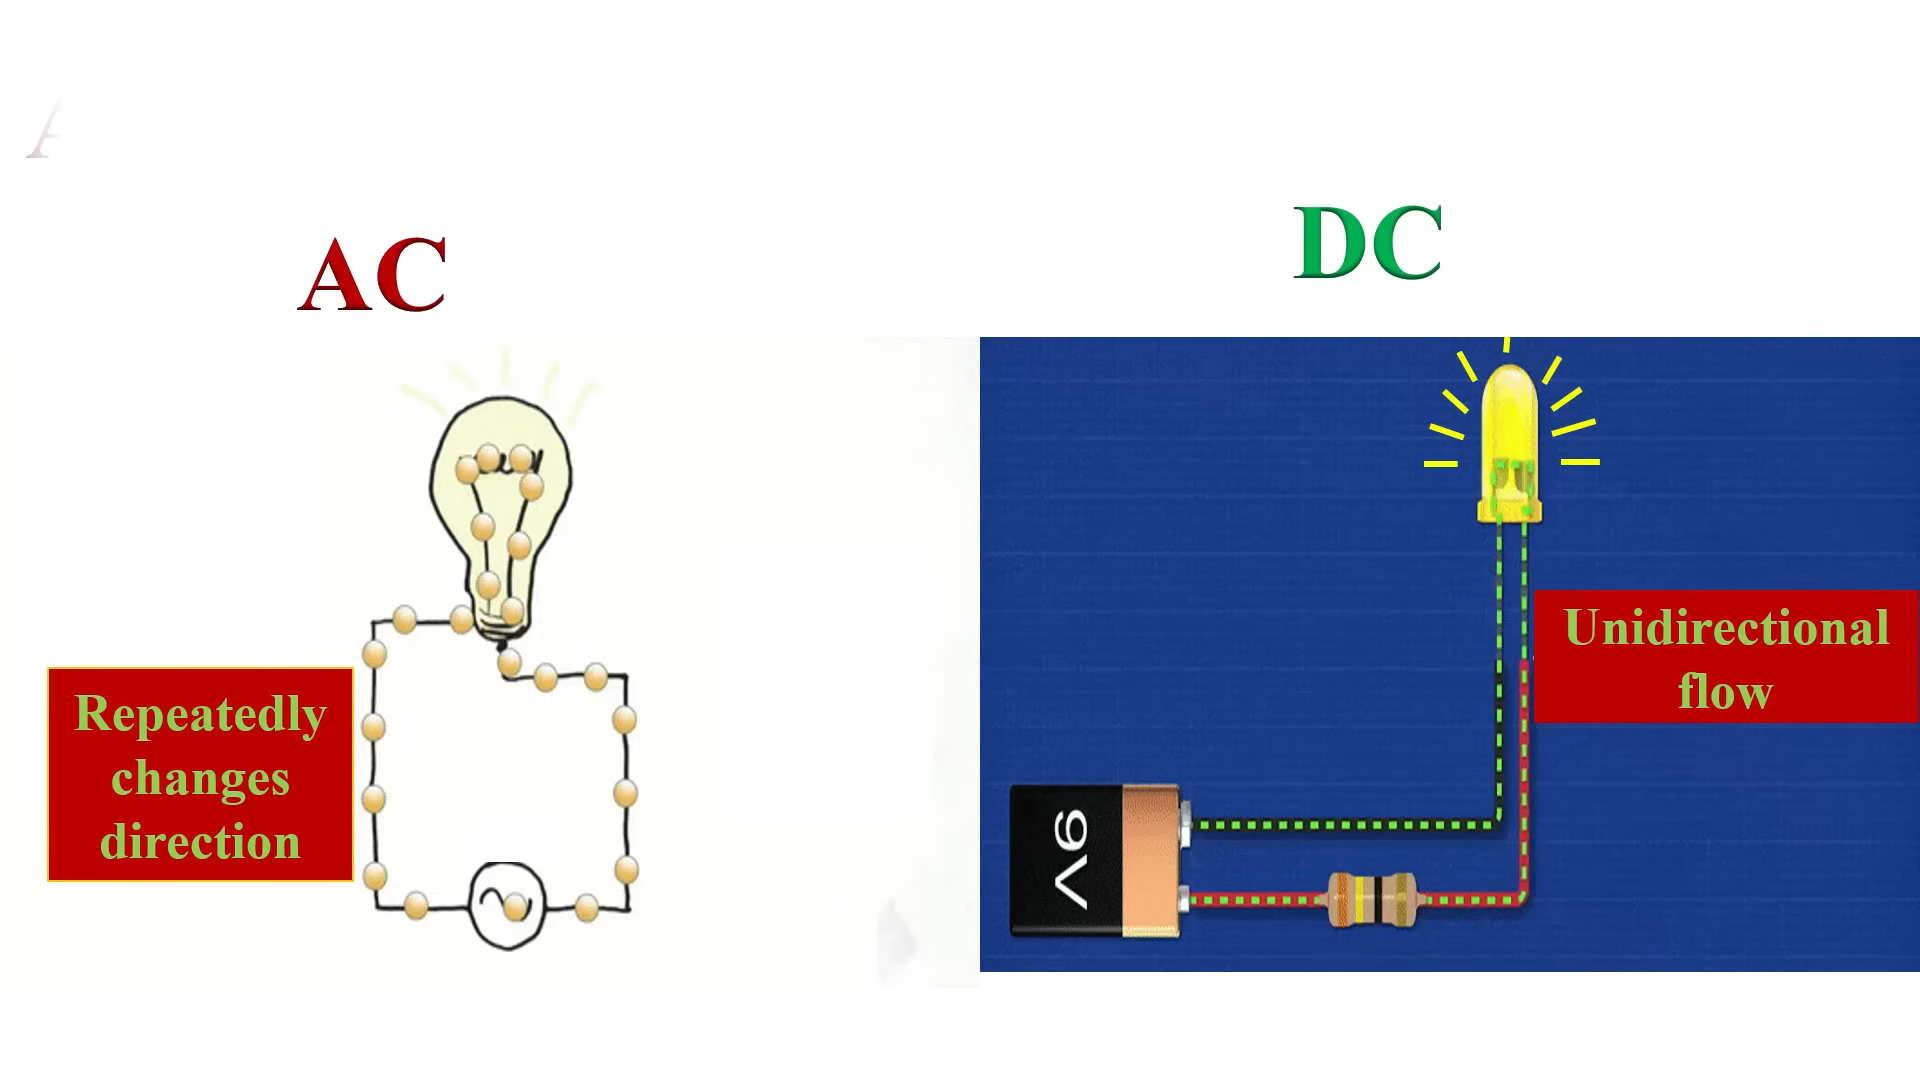 A
AC
DC
Repeatedly
changes
direction
Unidirectional
flow
9V